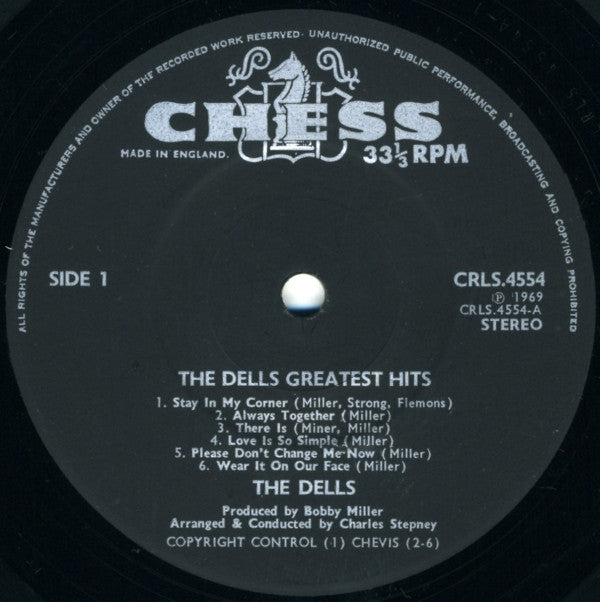 ALL RIGHTS OF THE MANUFACTURERS AND OWNER OF THE RECORDED WORK RESERVED · UNAUTHORIZED PUBLIC PERFORMANCE, BROADCASTING AND COPYING PROHIBITED
CHESS
MADE IN ENGLAND. 33⅓ RPM
SIDE 1
CRLS.4554
℗ 1969
CRLS.4554-A
STEREO
THE DELLS GREATEST HITS
1. Stay In My Corner (Miller, Strong, Flemons)
2. Always Together (Miller)
3. There Is (Miner, Miller)
4. Love Is So Simple (Miller)
5. Please Don't Change Me Now (Miller)
6. Wear It On Our Face (Miller)
THE DELLS
Produced by Bobby Miller
Arranged & Conducted by Charles Stepney
COPYRIGHT CONTROL (1) CHEVIS (2-6)